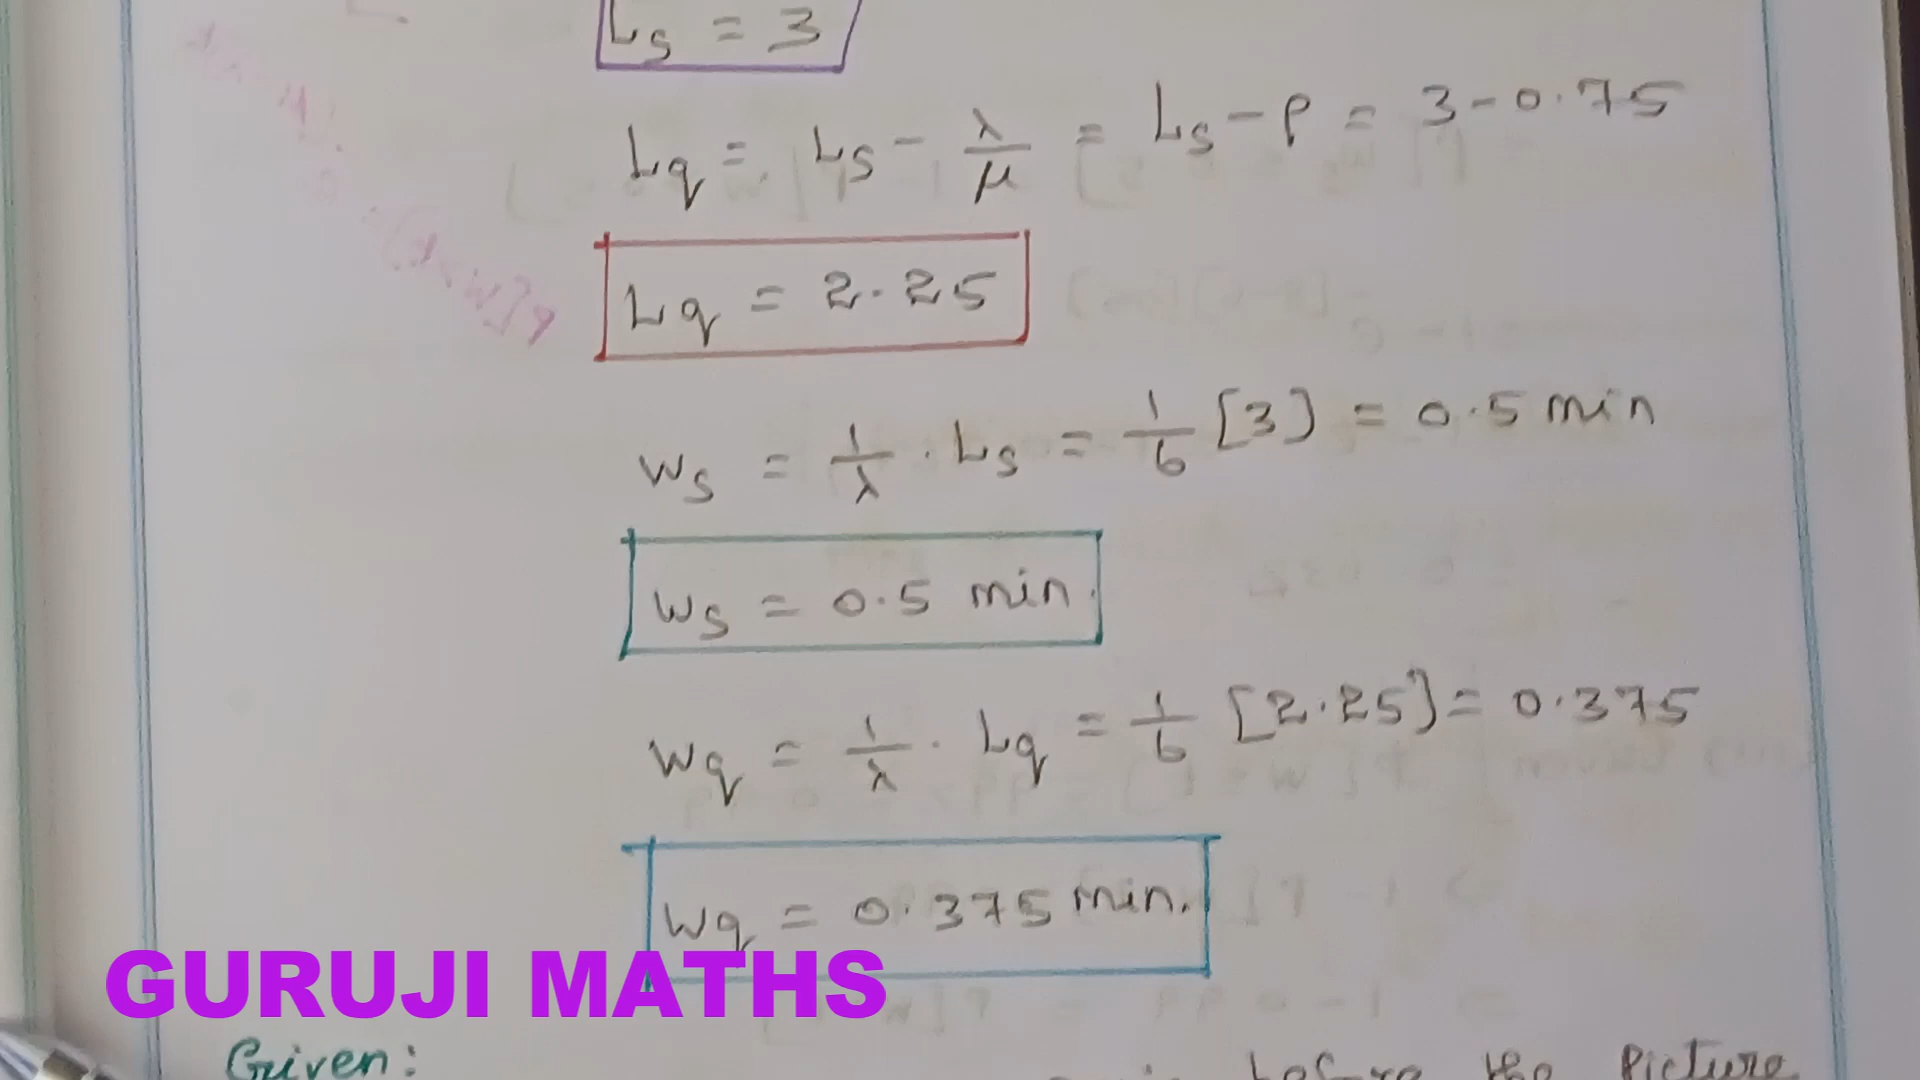 Ls = 3
Lq = Ls - λ/μ = Ls - ρ = 3 - 0.75
Lq = 2.25
Ws = 1/λ · Ls = 1/6 [3] = 0.5 min
Ws = 0.5 min.
Wq = 1/λ · Lq = 1/6 [2.25] = 0.375
Wq = 0.375 min.
GURUJI MATHS
Given: before the Picture